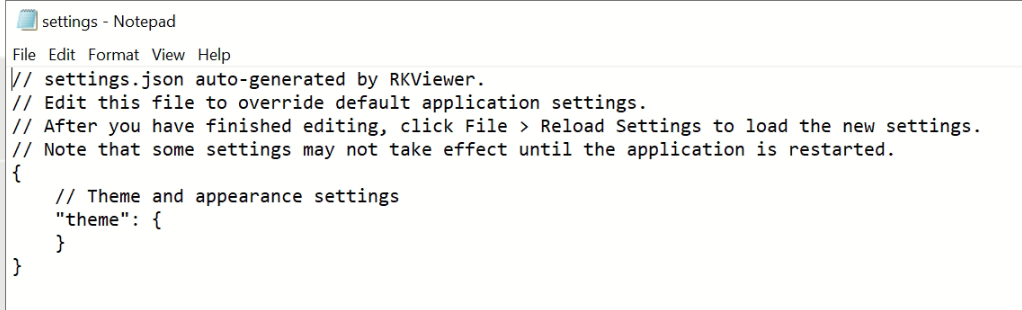 settings - Notepad
File Edit Format View Help
// settings.json auto-generated by RKViewer.
// Edit this file to override default application settings.
// After you have finished editing, click File > Reload Settings to load the new settings.
// Note that some settings may not take effect until the application is restarted.
{
    // Theme and appearance settings
    "theme": {
    }
}